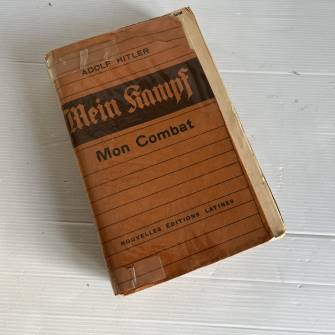 ADOLF HITLER
Mein Kampf
Mon Combat
NOUVELLES ÉDITIONS LATINES